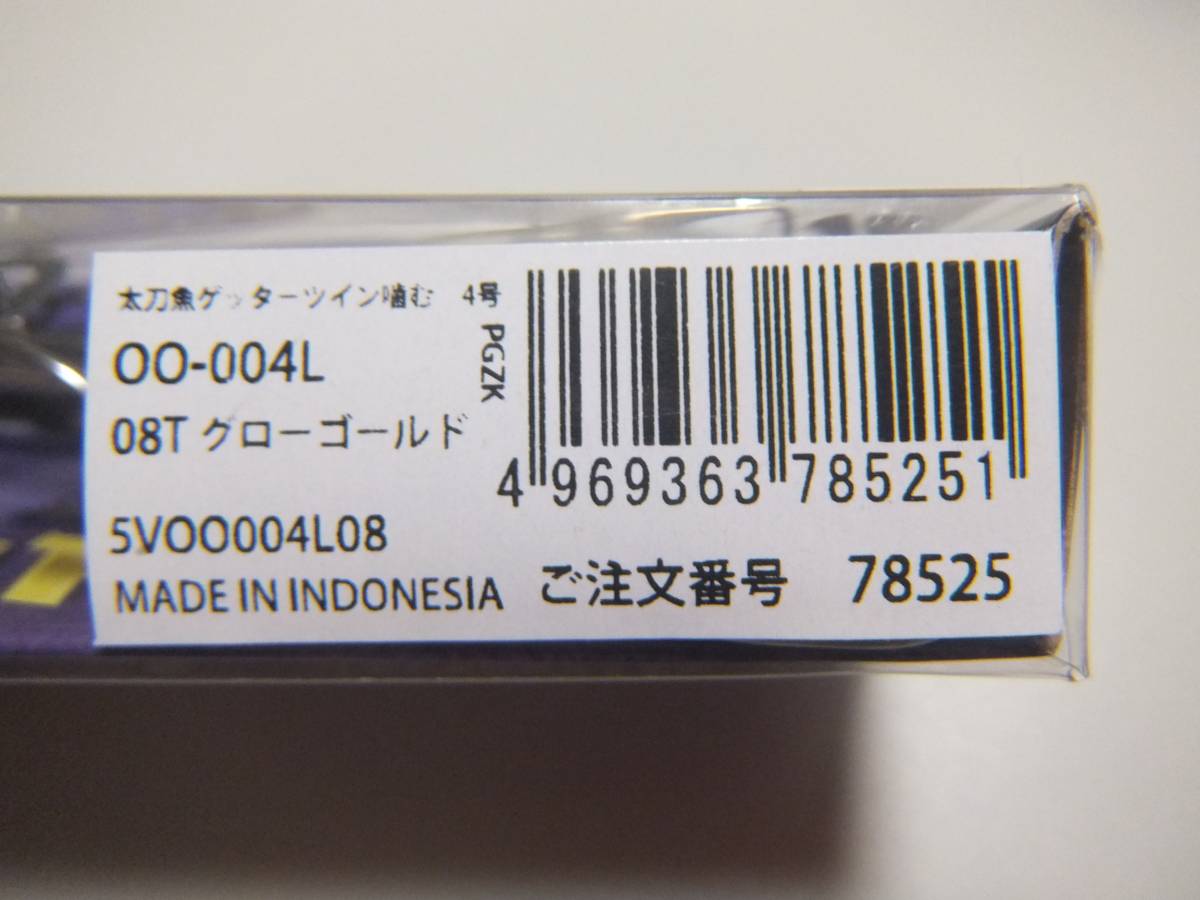 太刀魚ゲッターツイン噛む 4号
OO-004L
08T グローゴールド
PGZK
4 969363 785251
5VOO004L08
MADE IN INDONESIA
ご注文番号 78525